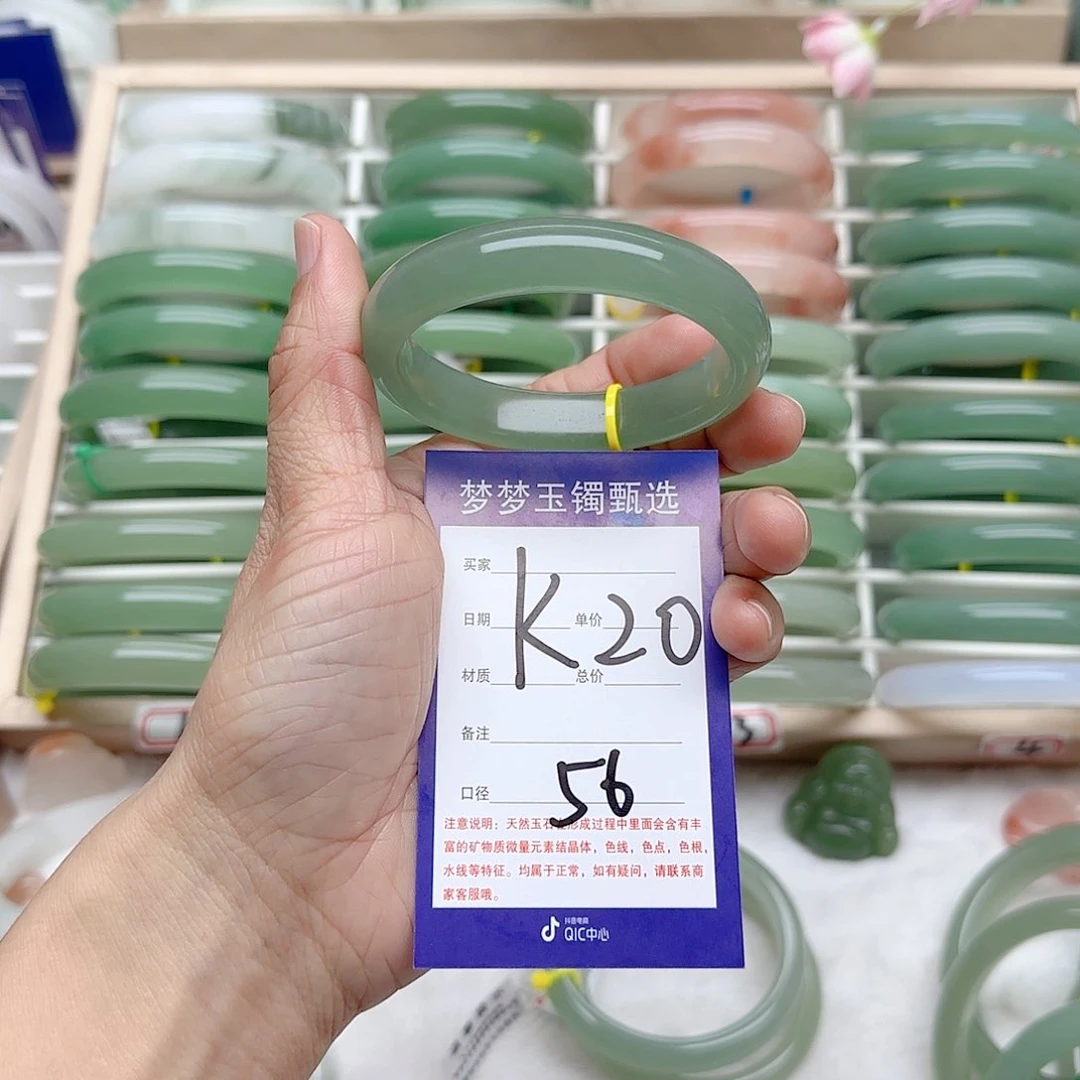 梦梦玉镯甄选
买家
K20
日期 单价
材质 总价
备注
口径 56
注意说明：天然玉石在形成过程中里面会含有丰
富的矿物质微量元素结晶体，色线，色点，色根，
水线等特征。均属于正常，如有疑问，请联系商
家客服哦。
抖音电商
QIC中心